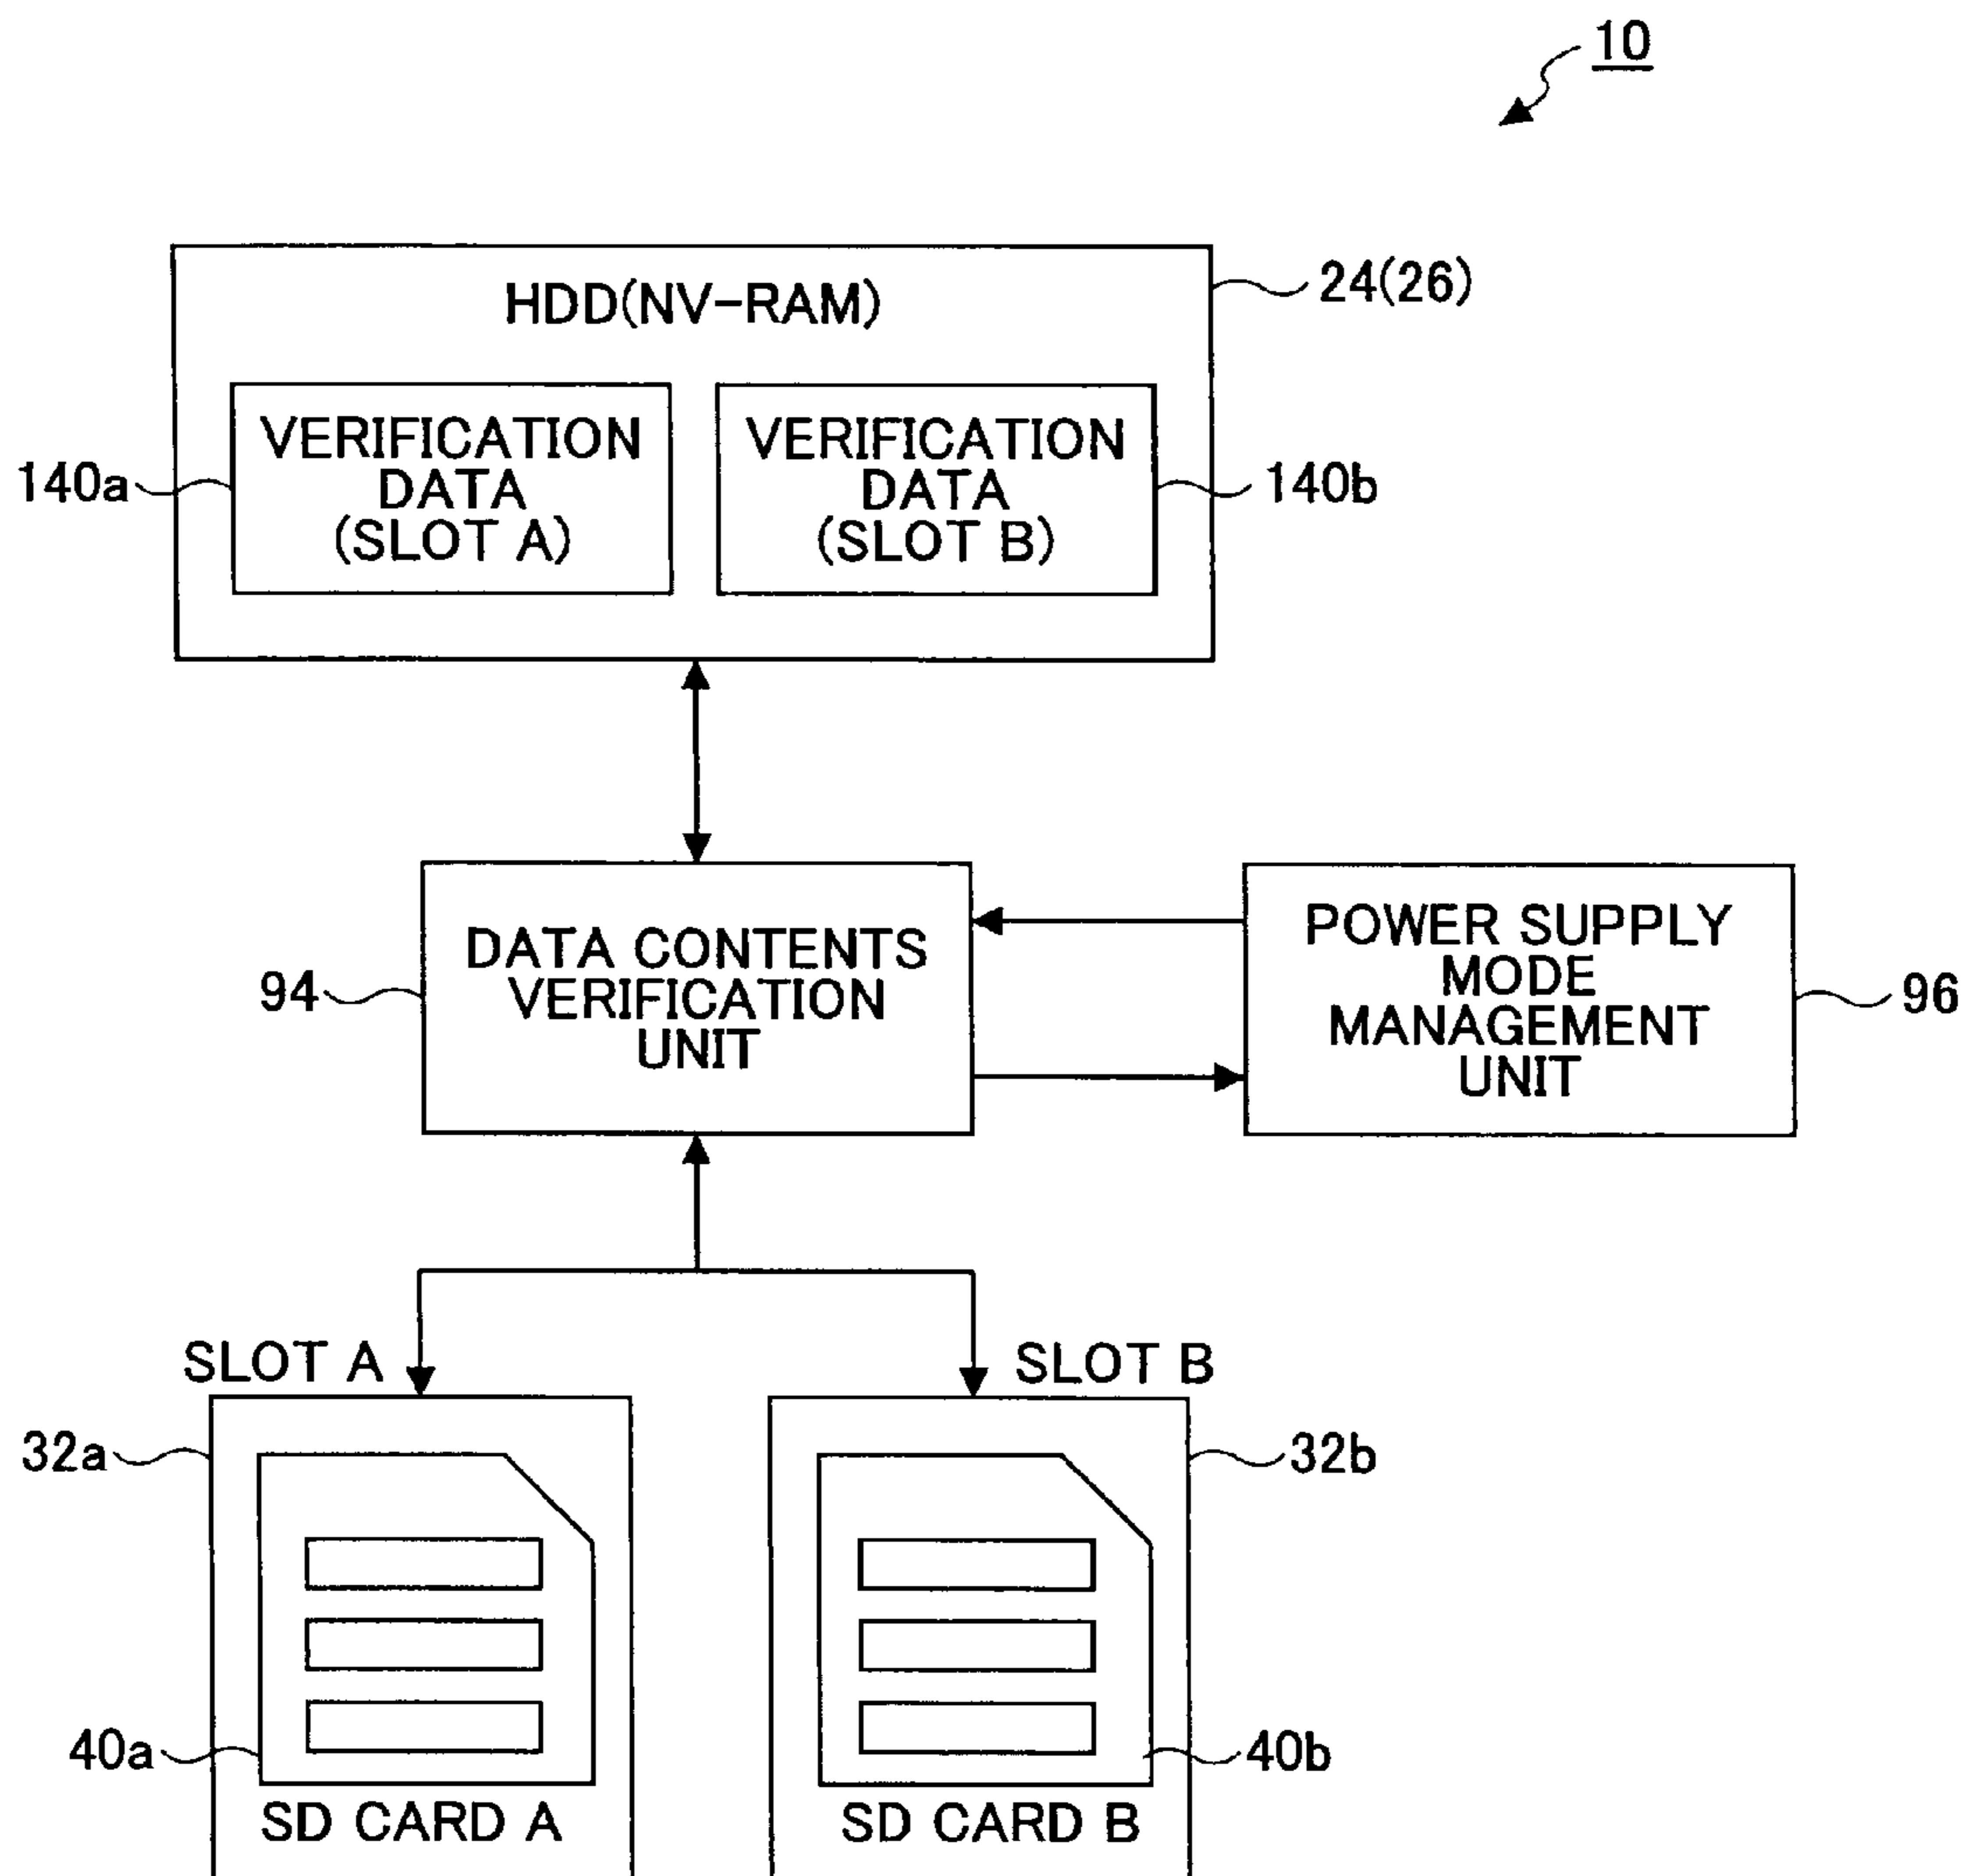 10
HDD(NV-RAM)
24(26)
VERIFICATION
DATA
(SLOT A)
VERIFICATION
DATA
(SLOT B)
140a
140b
DATA CONTENTS
VERIFICATION
UNIT
94
POWER SUPPLY
MODE
MANAGEMENT
UNIT
96
SLOT A
SLOT B
32a
32b
40a
40b
SD CARD A
SD CARD B